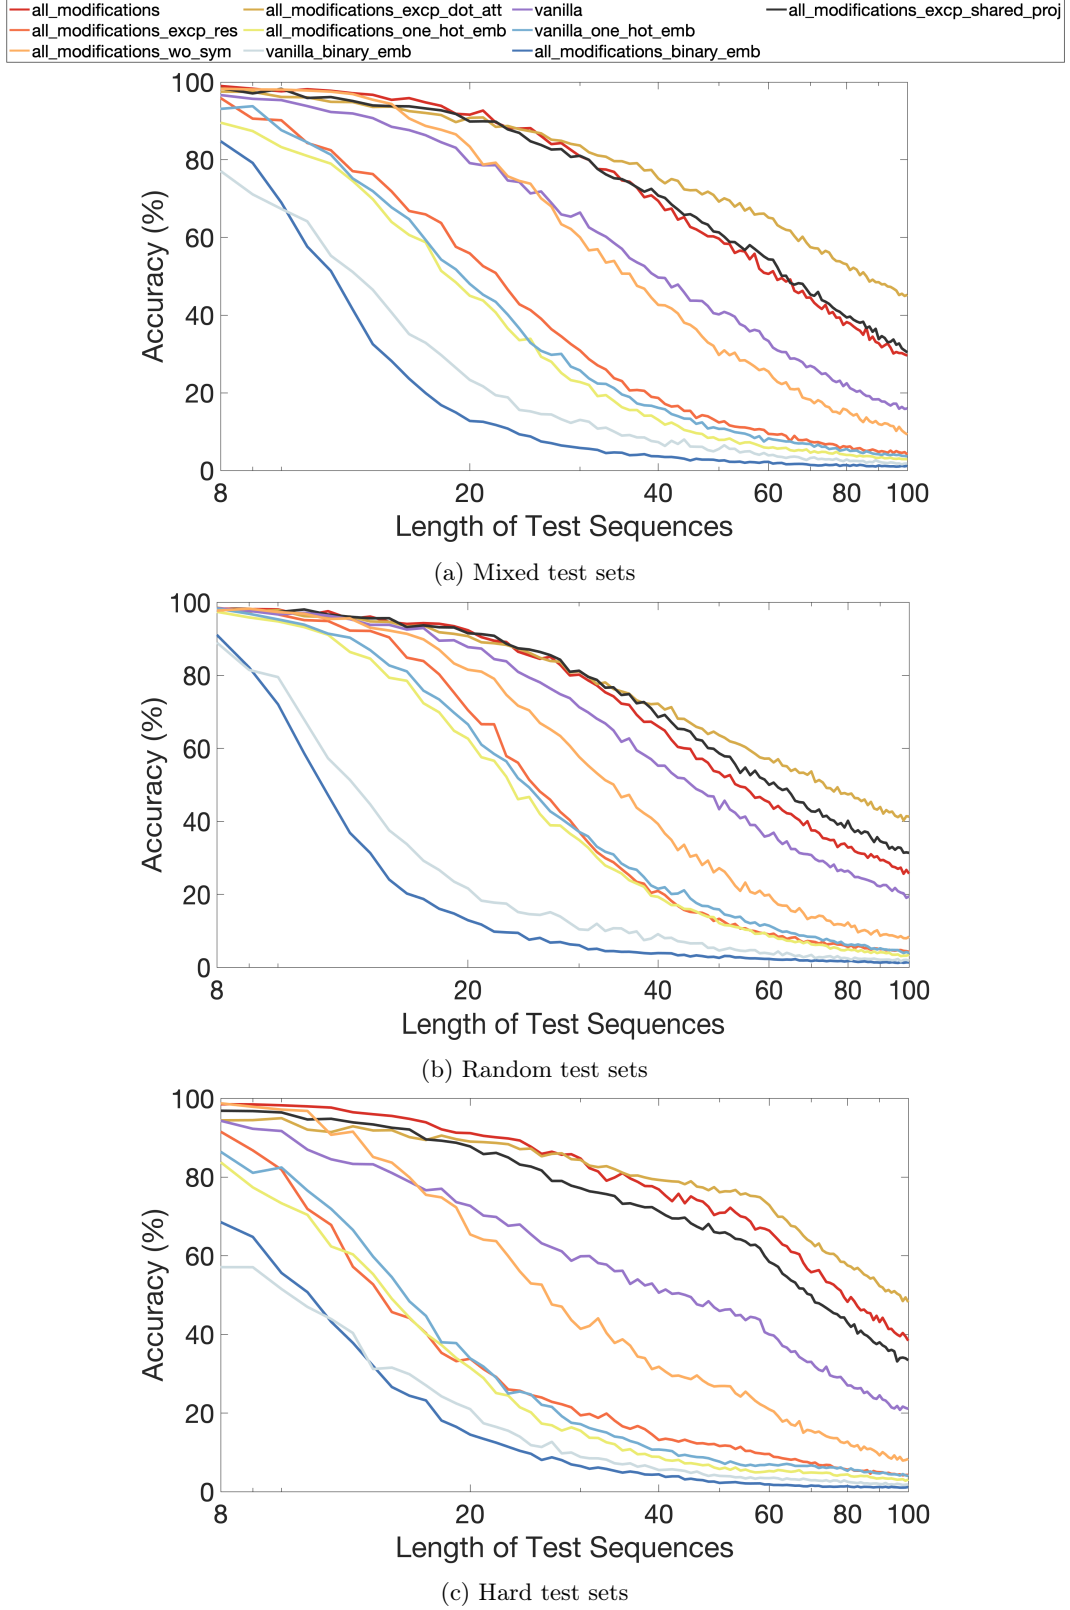 all_modifications all_modifications_excp_dot_att vanilla all_modifications_excp_shared_proj
all_modifications_excp_res all_modifications_one_hot_emb vanilla_one_hot_emb
all_modifications_wo_sym vanilla_binary_emb all_modifications_binary_emb
100
80
60
40
20
0
Accuracy (%)
8 20 40 60 80 100
Length of Test Sequences
(a) Mixed test sets
100
80
60
40
20
0
Accuracy (%)
8 20 40 60 80 100
Length of Test Sequences
(b) Random test sets
100
80
60
40
20
0
Accuracy (%)
8 20 40 60 80 100
Length of Test Sequences
(c) Hard test sets